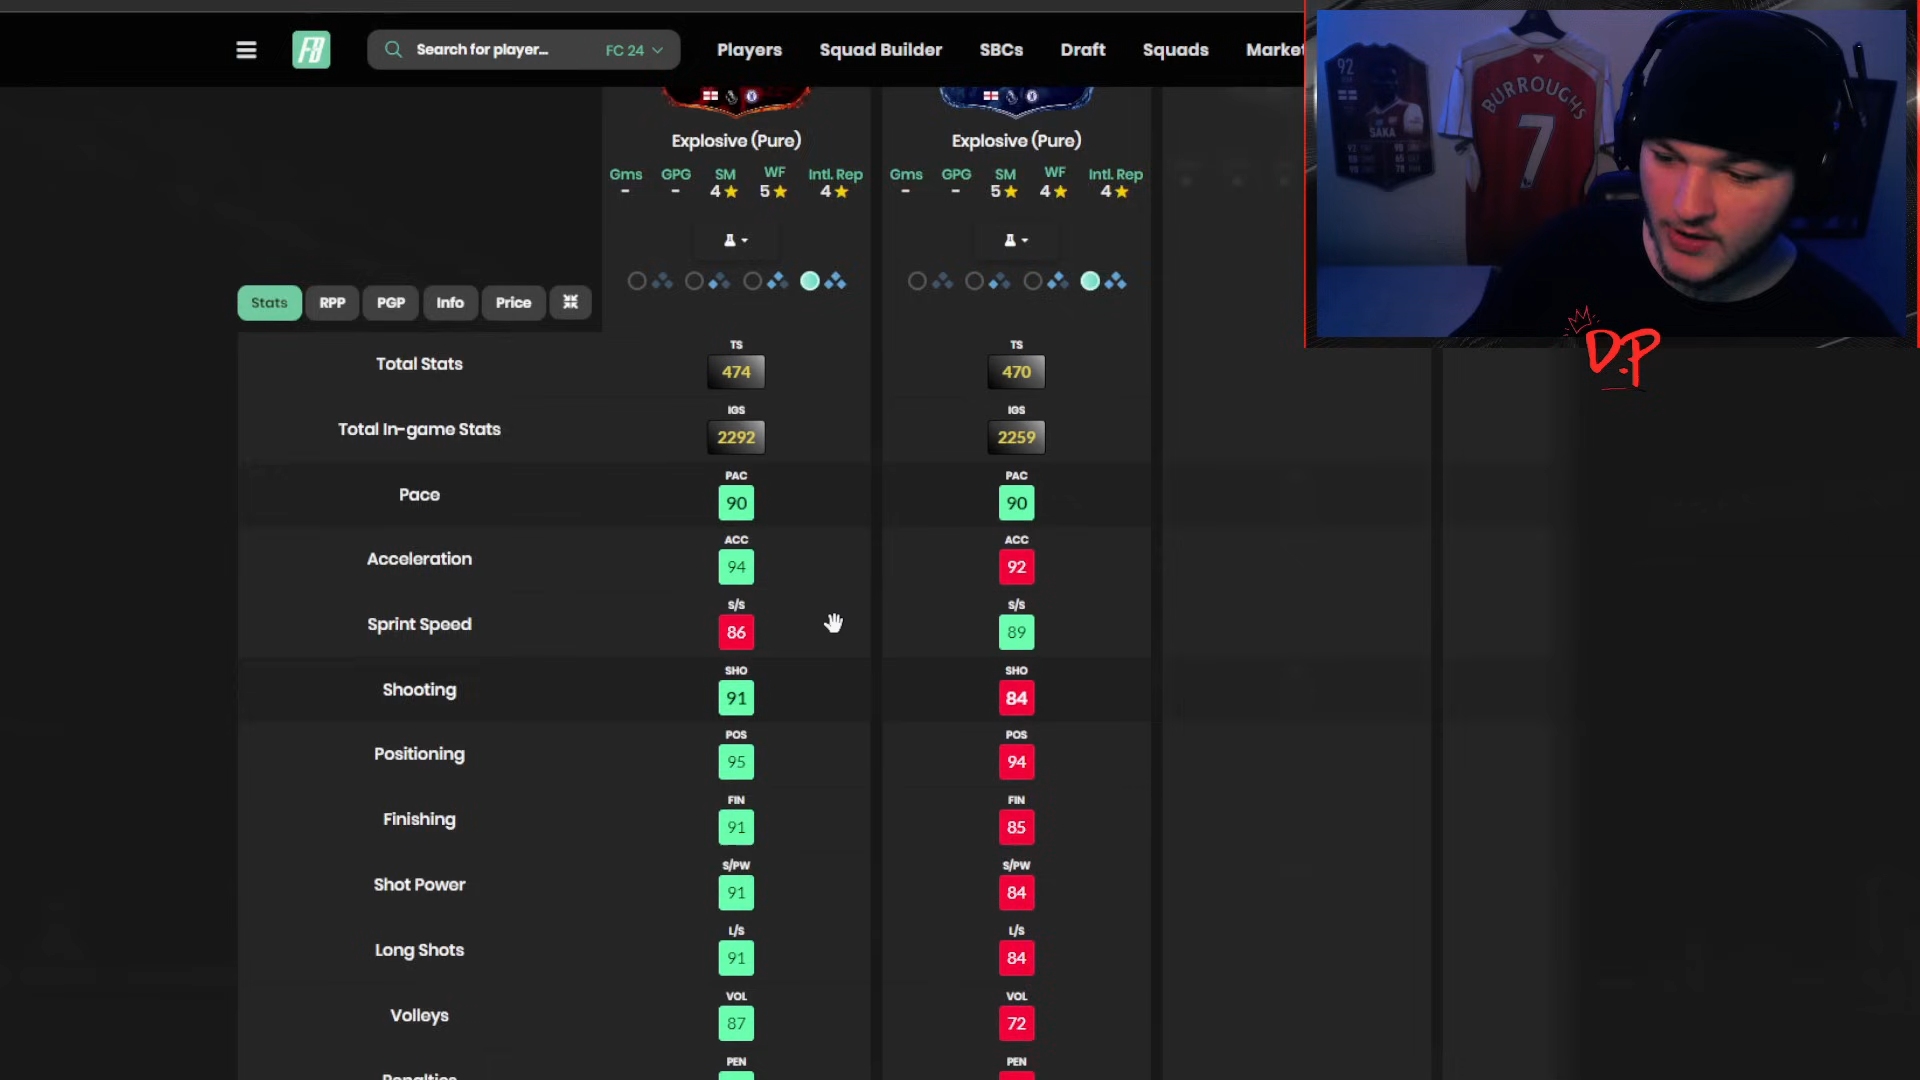 F8
Search for player...
FC 24
Players
Squad Builder
SBCs
Draft
Squads
Market
Explosive (Pure)
Explosive (Pure)
Gms GPG SM WF Intl. Rep
- - 4 5 4
Gms GPG SM WF Intl. Rep
- - 5 4 4
Stats RPP PGP Info Price
TS TS
Total Stats 474 470
IGS IGS
Total In-game Stats 2292 2259
PAC PAC
Pace 90 90
ACC ACC
Acceleration 94 92
S/S S/S
Sprint Speed 86 89
SHO SHO
Shooting 91 84
POS POS
Positioning 95 94
FIN FIN
Finishing 91 85
S/PW S/PW
Shot Power 91 84
L/S L/S
Long Shots 91 84
VOL VOL
Volleys 87 72
PEN PEN
Penalties
92
SAKA
BURROUGHS
7
D.P